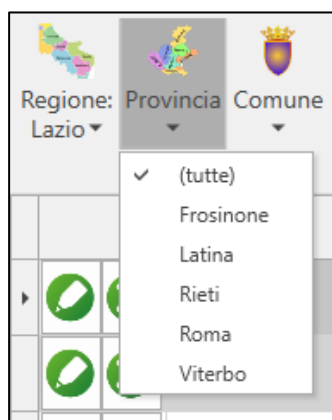 Regione: Provincia Comune
Lazio
(tutte)
Frosinone
Latina
Rieti
Roma
Viterbo